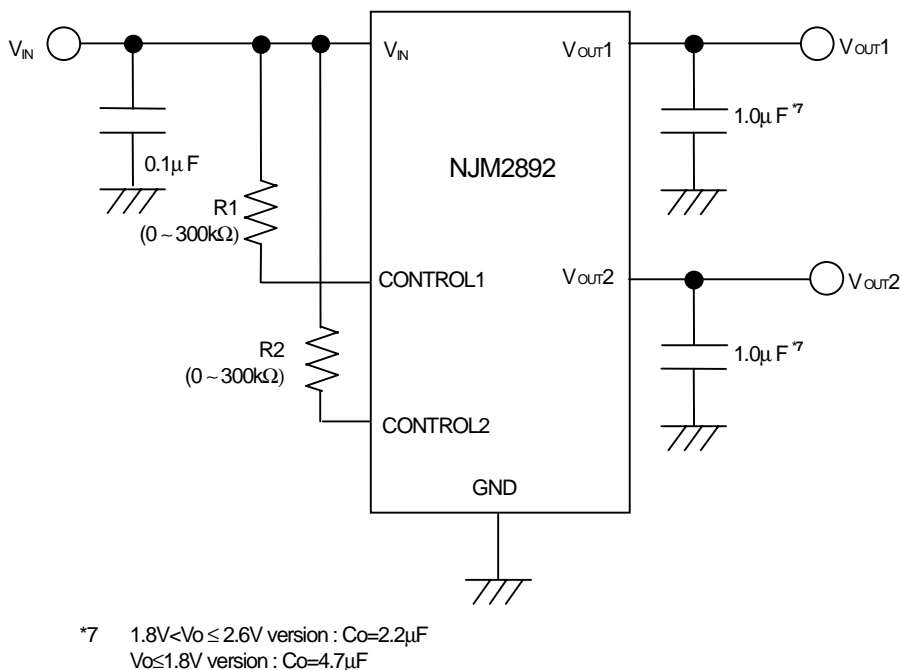 VIN
VIN
VOUT1
VOUT1
0.1μF
1.0μF *7
NJM2892
R1
(0~300kΩ)
CONTROL1
VOUT2
VOUT2
R2
(0~300kΩ)
1.0μF *7
CONTROL2
GND
*7 1.8V<Vo≤2.6V version : Co=2.2μF
Vo≤1.8V version : Co=4.7μF